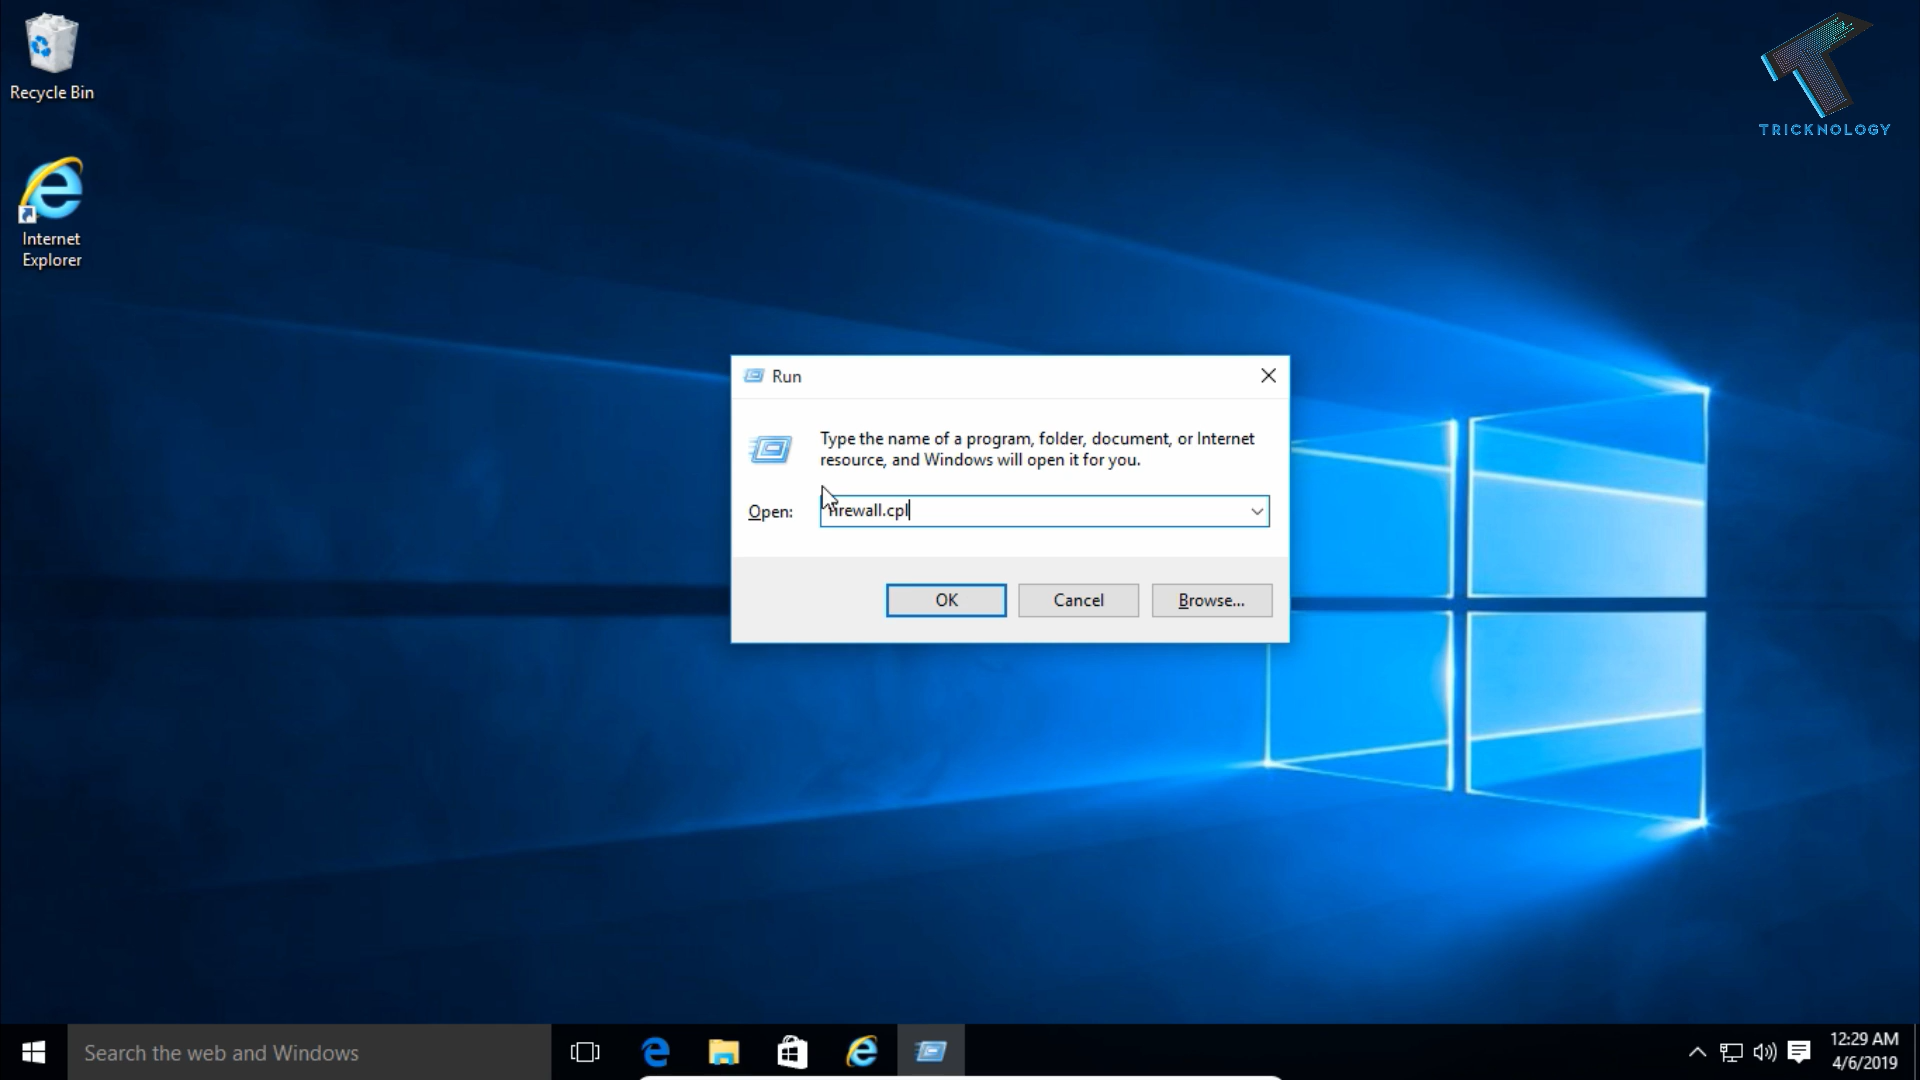 Recycle Bin
Internet
Explorer
TRICKNOLOGY
Run
Type the name of a program, folder, document, or Internet
resource, and Windows will open it for you.
Open:
firewall.cpl
OK
Cancel
Browse...
Search the web and Windows
12:29 AM
4/6/2019